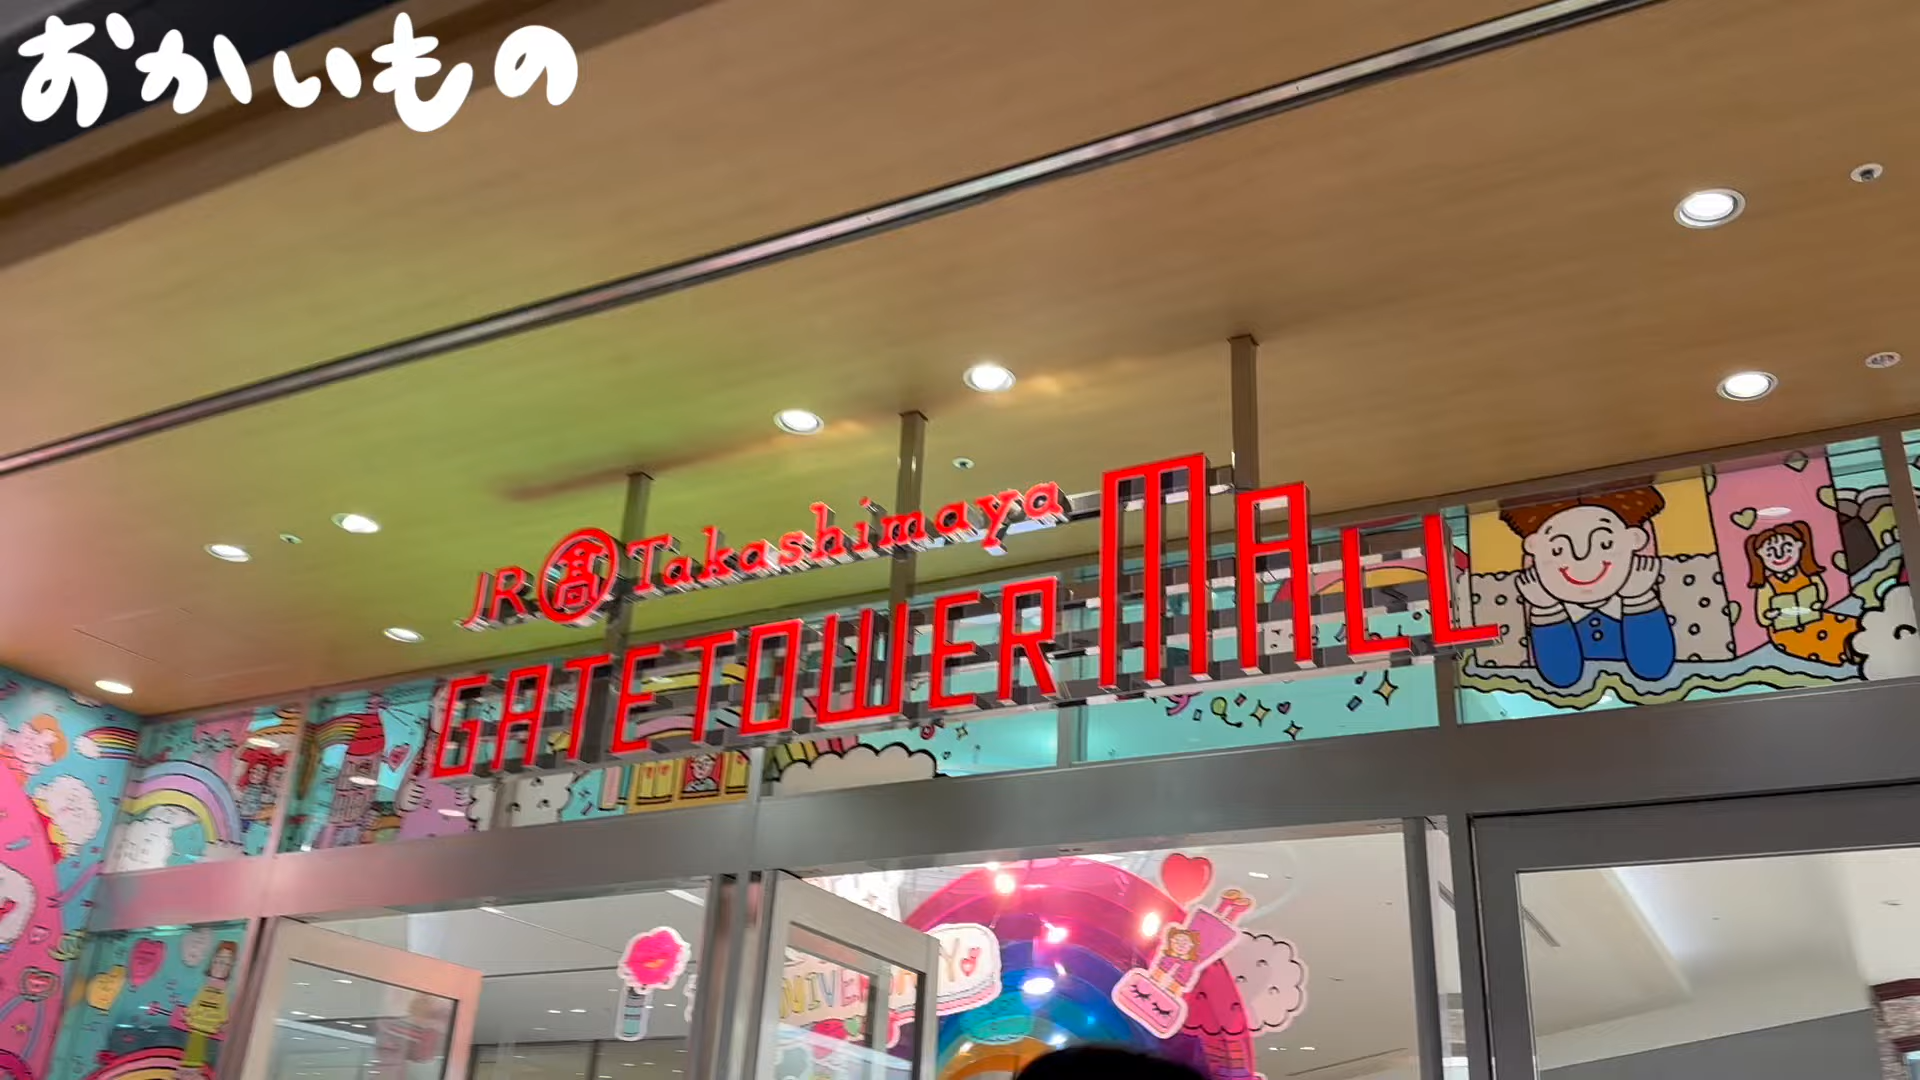 おかいもの
JR 髙 Takashimaya
GATETOWER MALL